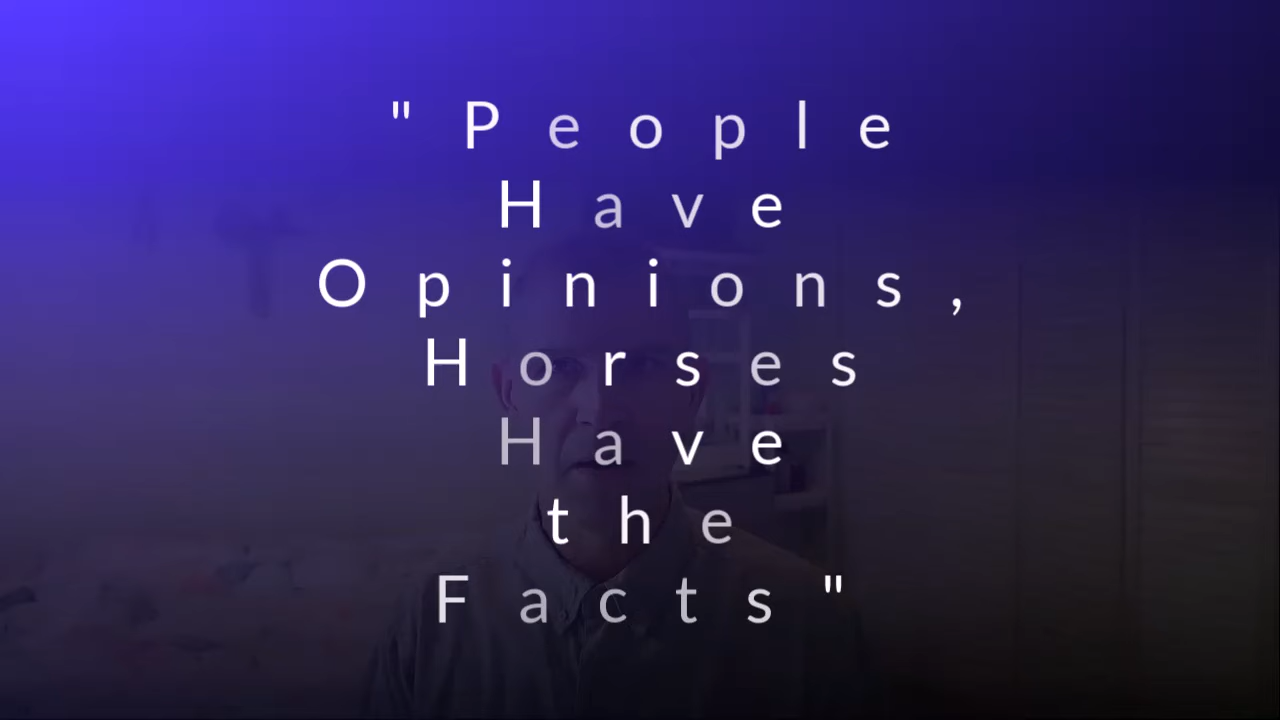 "People
Have
Opinions,
Horses
Have
the
Facts"